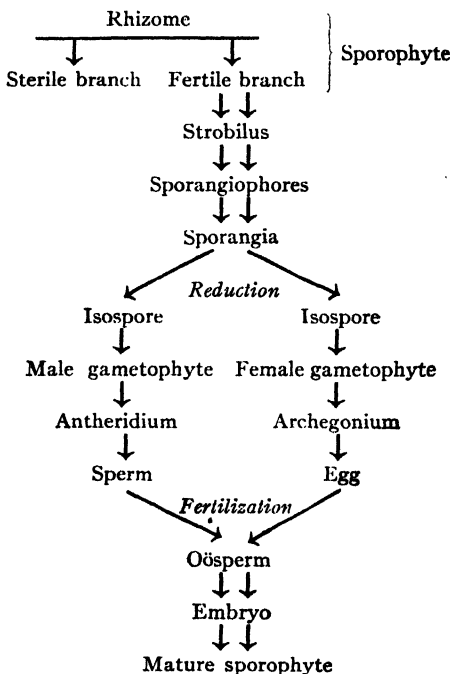 Rhizome
Sporophyte
Sterile branch Fertile branch
Strobilus
Sporangiophores
Sporangia
Reduction
Isospore Isospore
Male gametophyte Female gametophyte
Antheridium Archegonium
Sperm Egg
Fertilization
Oösperm
Embryo
Mature sporophyte